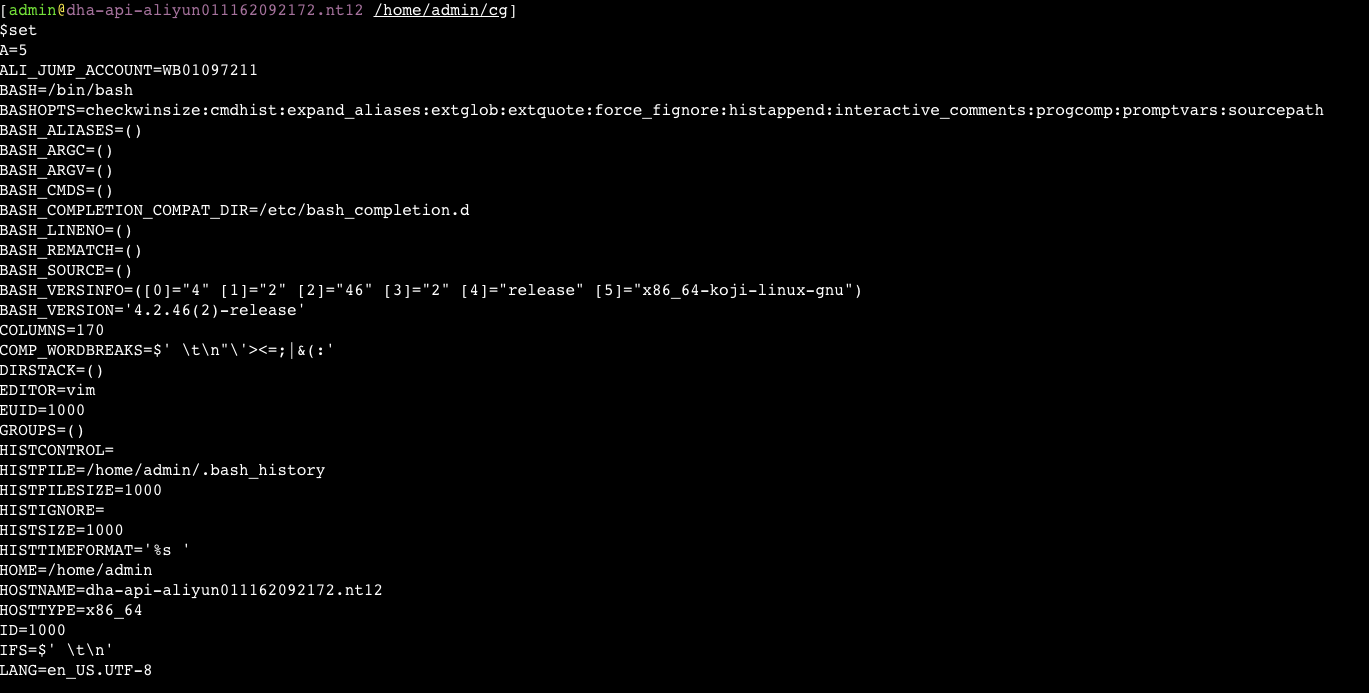 [admin@dha-api-aliyun011162092172.nt12 /home/admin/cg]
$set
A=5
ALI_JUMP_ACCOUNT=WB01097211
BASH=/bin/bash
BASHOPTS=checkwinsize:cmdhist:expand_aliases:extglob:extquote:force_fignore:histappend:interactive_comments:progcomp:promptvars:sourcepath
BASH_ALIASES=()
BASH_ARGC=()
BASH_ARGV=()
BASH_CMDS=()
BASH_COMPLETION_COMPAT_DIR=/etc/bash_completion.d
BASH_LINENO=()
BASH_REMATCH=()
BASH_SOURCE=()
BASH_VERSINFO=([0]="4" [1]="2" [2]="46" [3]="2" [4]="release" [5]="x86_64-koji-linux-gnu")
BASH_VERSION='4.2.46(2)-release'
COLUMNS=170
COMP_WORDBREAKS=$' \t\n"\'><=;|&(:'
DIRSTACK=()
EDITOR=vim
EUID=1000
GROUPS=()
HISTCONTROL=
HISTFILE=/home/admin/.bash_history
HISTFILESIZE=1000
HISTIGNORE=
HISTSIZE=1000
HISTTIMEFORMAT='%s '
HOME=/home/admin
HOSTNAME=dha-api-aliyun011162092172.nt12
HOSTTYPE=x86_64
ID=1000
IFS=$' \t\n'
LANG=en_US.UTF-8